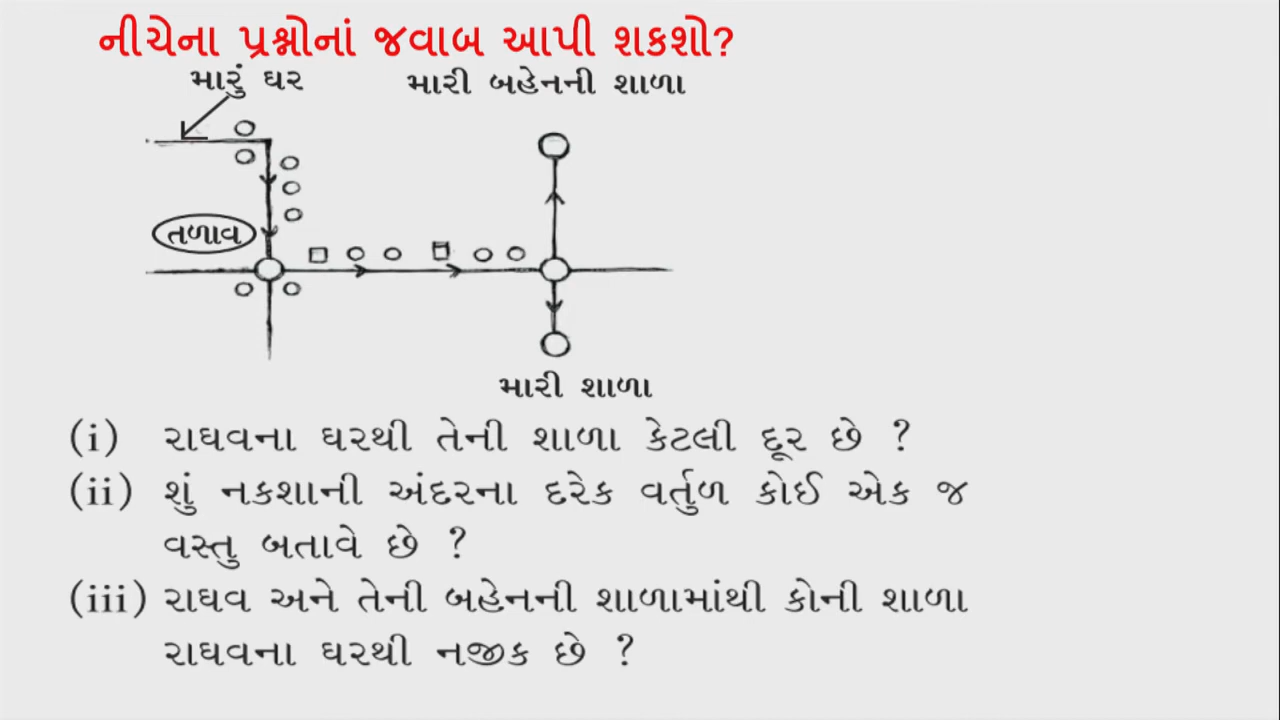 નીચેના પ્રશ્નોનાં જવાબ આપી શકશો?
મારું ઘર
મારી બહેનની શાળા
તળાવ
મારી શાળા
(i) રાઘવના ઘરથી તેની શાળા કેટલી દૂર છે ?
(ii) શું નકશાની અંદરના દરેક વર્તુળ કોઈ એક જ
વસ્તુ બતાવે છે ?
(iii) રાઘવ અને તેની બહેનની શાળામાંથી કોની શાળા
રાઘવના ઘરથી નજીક છે ?